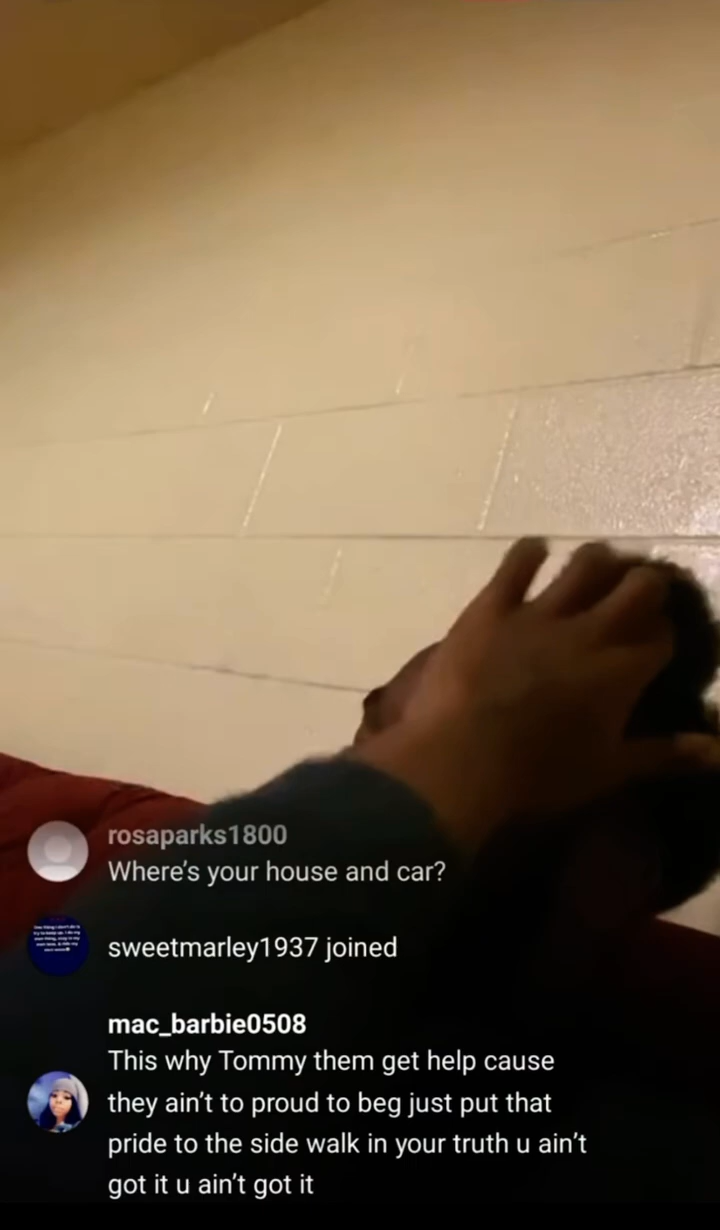 rosaparks1800
Where's your house and car?
sweetmarley1937 joined
mac_barbie0508
This why Tommy them get help cause
they ain't to proud to beg just put that
pride to the side walk in your truth u ain't
got it u ain't got it